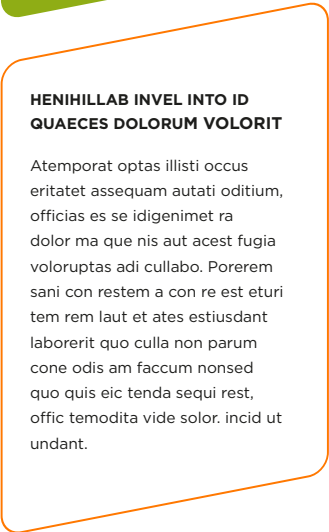 HENIHILLAB INVEL INTO ID
QUAECES DOLORUM VOLORIT
Atemporat optas illisti occus
eritatet assequam autati oditium,
officias es se idigenimet ra
dolor ma que nis aut acest fugia
voloruptas adi cullabo. Porerem
sani con restem a con re est eturi
tem rem laut et ates estiusdant
laborerit quo culla non parum
cone odis am faccum nonsed
quo quis eic tenda sequi rest,
offic temodita vide solor. incid ut
undant.